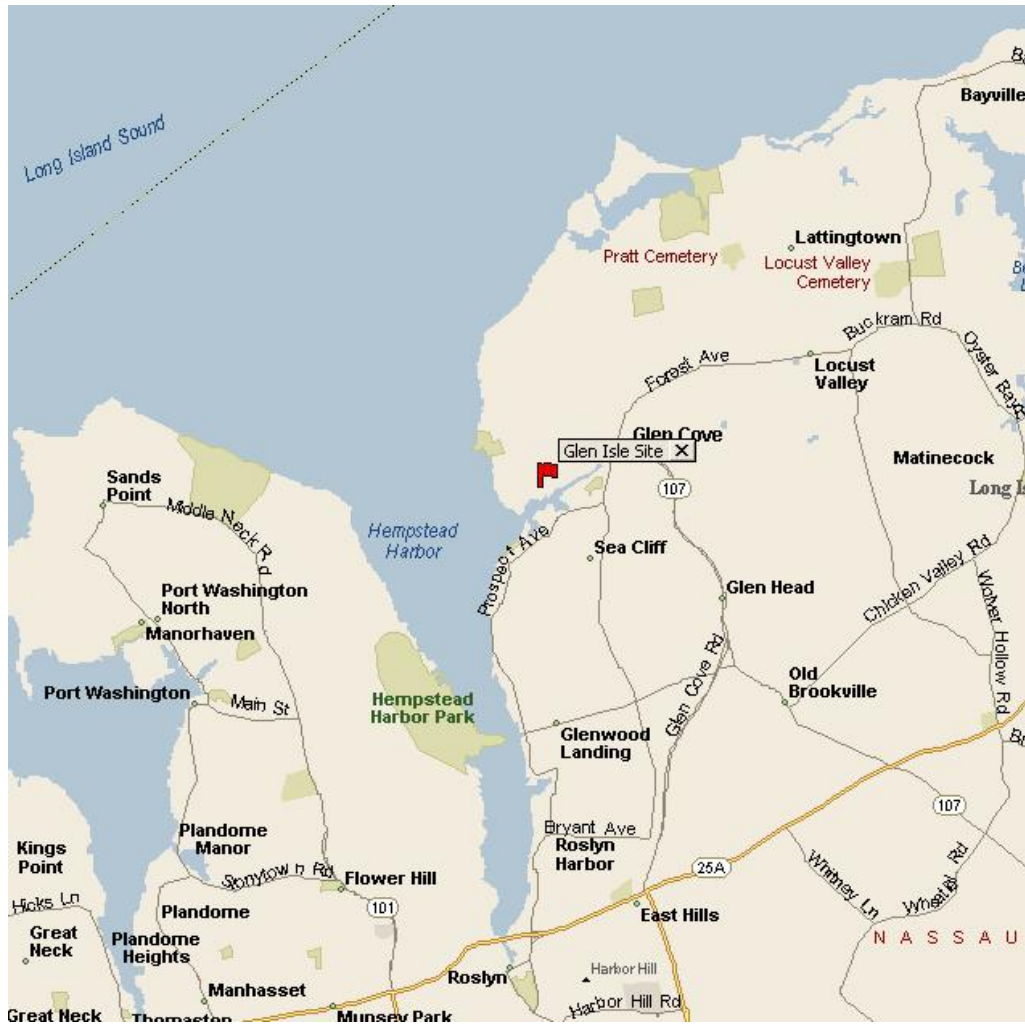 Ba
Bayville
Long Island Sound
Lattingtown
Pratt Cemetery
Locust Valley
Cemetery
Buckram Rd
Forest Ave
Locust
Valley
Oyster Bay
Glen Cove
Glen Isle Site
Matinecock
Long Is
Sands
Point
107
Middle Neck Rd
Hempstead
Harbor
Prospect Ave
Sea Cliff
Chicken Valley Rd
Glen Head
Wolver Hollow Rd
Port Washington
North
Manorhaven
Old
Brookville
Port Washington
Main St
Hempstead
Harbor Park
Glen Cove Rd
Glenwood
Landing
107
Plandome
Manor
Bryant Ave
Roslyn
Harbor
Kings
Point
25A
Stonytown Rd
Flower Hill
Whitney Ln
Wheatley Rd
Hicks Ln
Plandome
101
East Hills
Great
Neck
Plandome
Heights
NASSAU
Roslyn
Harbor Hill
Manhasset
Harbor Hill Rd
Great Neck
Thomaston
Munsey Park